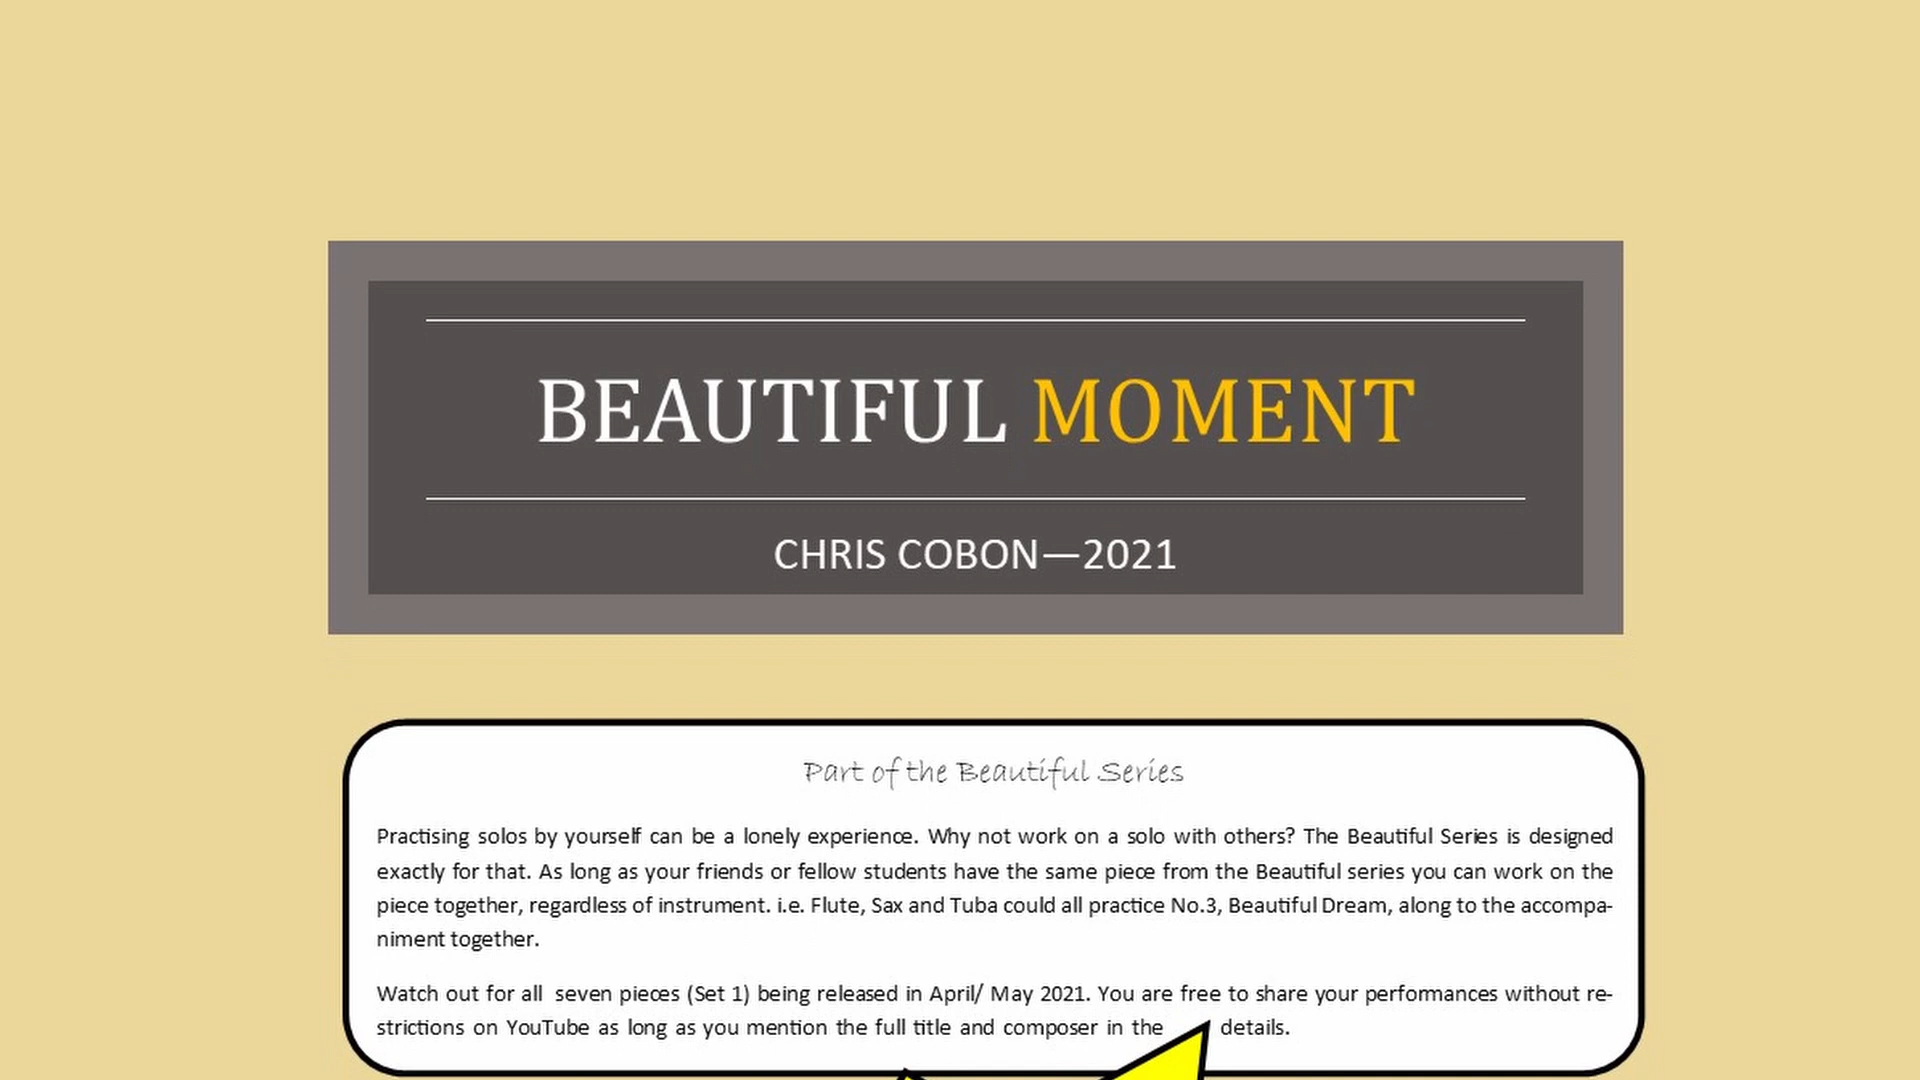 BEAUTIFUL MOMENT
CHRIS COBON—2021
Part of the Beautiful Series
Practising solos by yourself can be a lonely experience. Why not work on a solo with others? The Beautiful Series is designed
exactly for that. As long as your friends or fellow students have the same piece from the Beautiful series you can work on the
piece together, regardless of instrument. i.e. Flute, Sax and Tuba could all practice No.3, Beautiful Dream, along to the accompa-
niment together.
Watch out for all seven pieces (Set 1) being released in April/ May 2021. You are free to share your performances without re-
strictions on YouTube as long as you mention the full title and composer in the details.